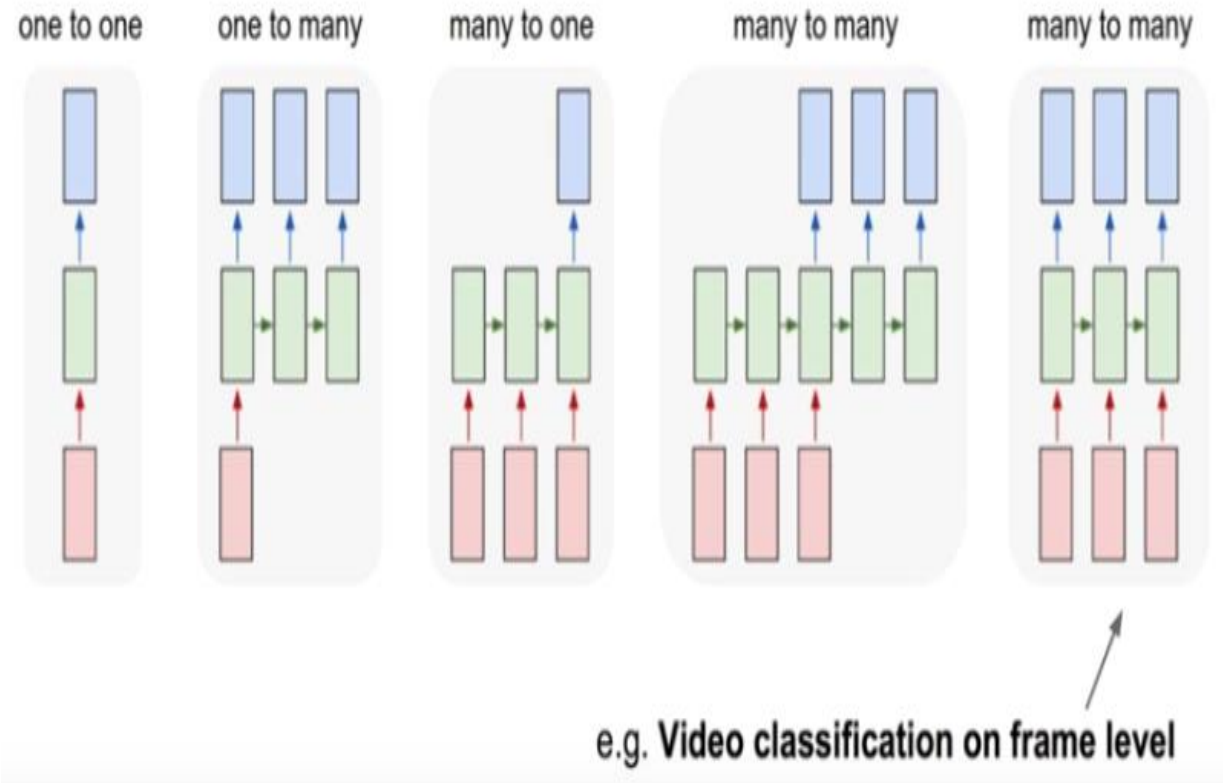 one to one
one to many
many to one
many to many
many to many
e.g. Video classification on frame level